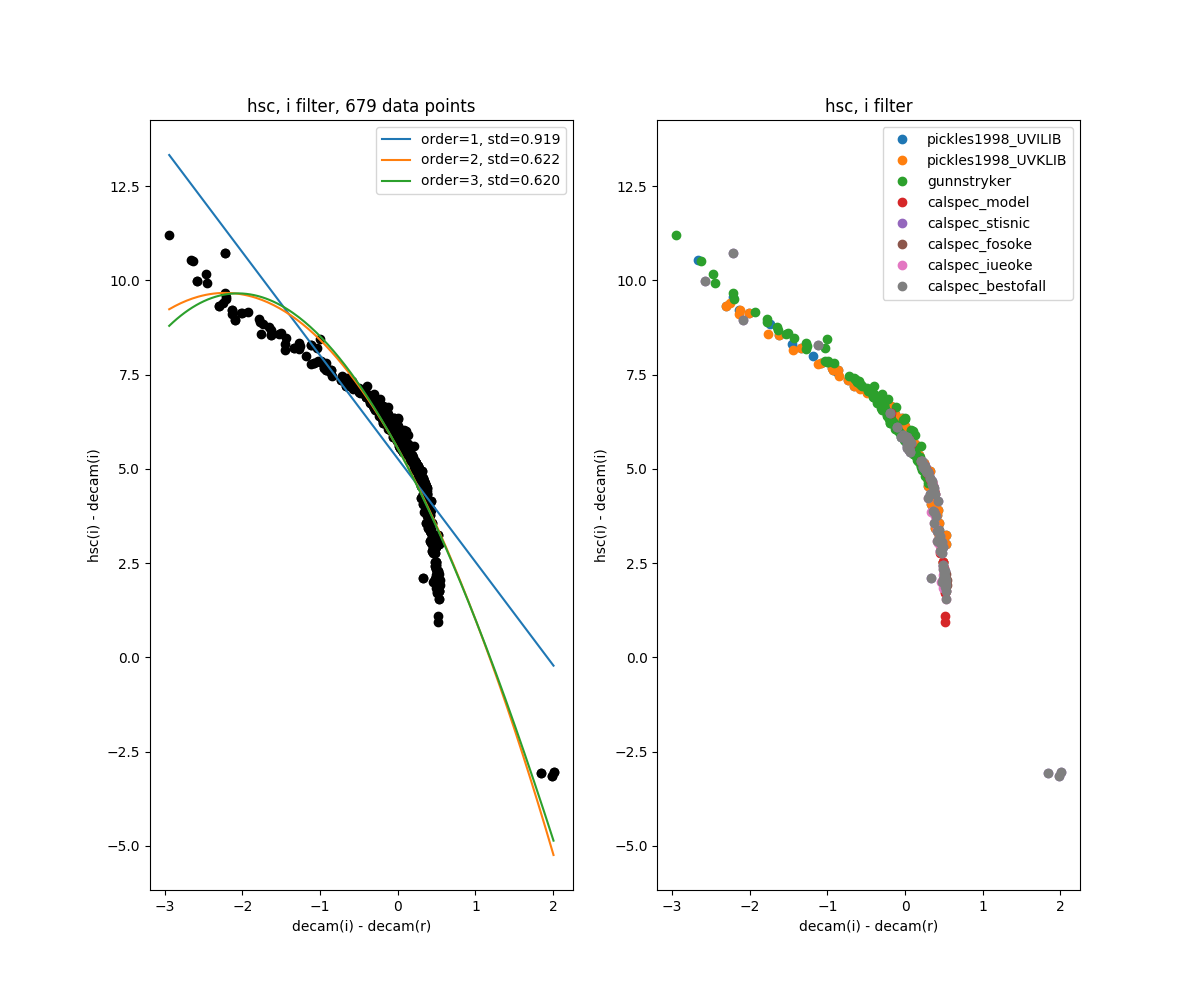 hsc, i filter, 679 data points
order=1, std=0.919
order=2, std=0.622
order=3, std=0.620
12.5
10.0
7.5
5.0
2.5
0.0
−2.5
−5.0
hsc(i) - decam(i)
−3
−2
−1
0
1
2
decam(i) - decam(r)
hsc, i filter
pickles1998_UVILIB
pickles1998_UVKLIB
gunnstryker
calspec_model
calspec_stisnic
calspec_fosoke
calspec_iueoke
calspec_bestofall
12.5
10.0
7.5
5.0
2.5
0.0
−2.5
−5.0
hsc(i) - decam(i)
−3
−2
−1
0
1
2
decam(i) - decam(r)